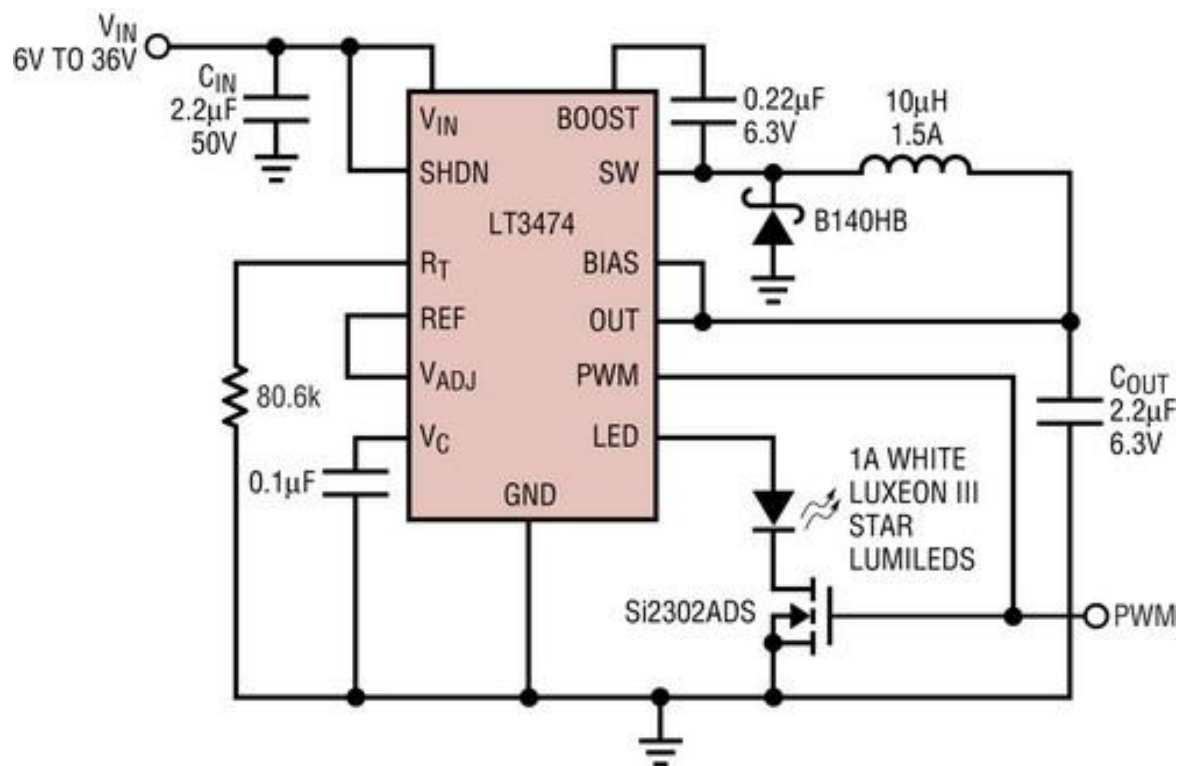 VIN
6V TO 36V
CIN
2.2µF
50V
VIN
SHDN
RT
REF
VADJ
VC
LT3474
GND
BOOST
SW
BIAS
OUT
PWM
LED
0.22µF
6.3V
10µH
1.5A
B140HB
80.6k
0.1µF
COUT
2.2µF
6.3V
1A WHITE
LUXEON III
STAR
LUMILEDS
Si2302ADS
PWM